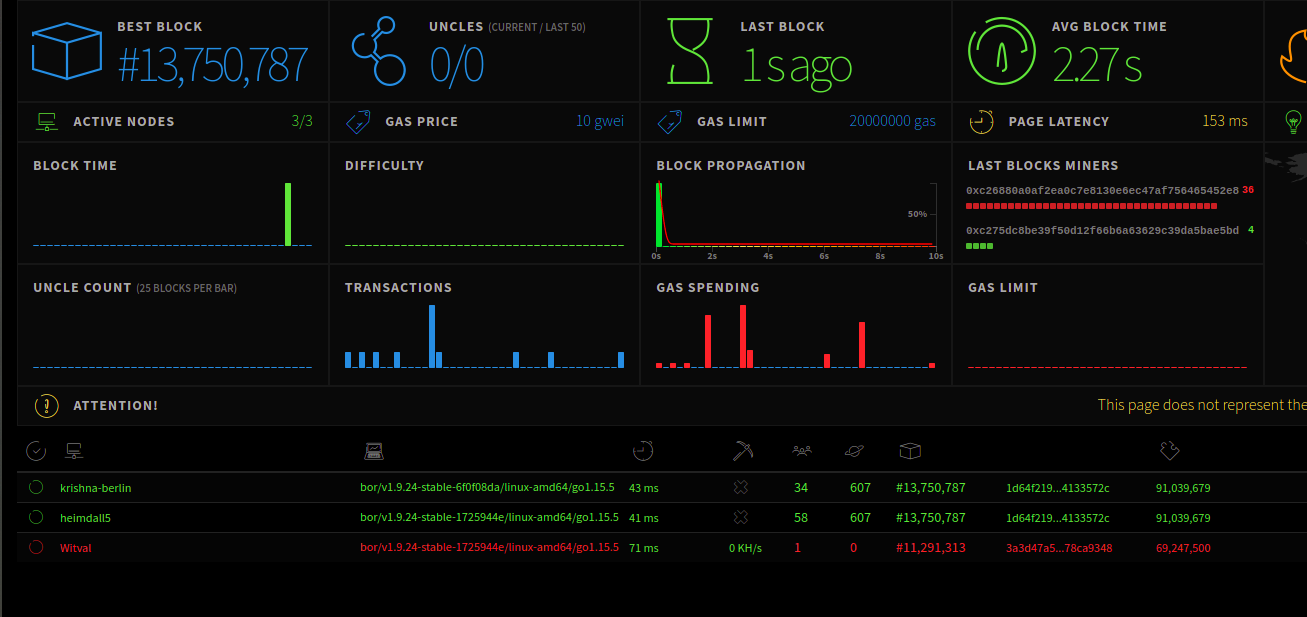 BEST BLOCK
#13,750,787
UNCLES (CURRENT / LAST 50)
0/0
LAST BLOCK
1 s ago
AVG BLOCK TIME
2.27 s
ACTIVE NODES 3/3
GAS PRICE 10 gwei
GAS LIMIT 20000000 gas
PAGE LATENCY 153 ms
BLOCK TIME
DIFFICULTY
BLOCK PROPAGATION
50%
0s 2s 4s 6s 8s 10s
LAST BLOCKS MINERS
0xc26880a0af2ea0c7e8130e6ec47af756465452e8 36
0xc275dc8be39f50d12f66b6a63629c39da5bae5bd 4
UNCLE COUNT (25 BLOCKS PER BAR)
TRANSACTIONS
GAS SPENDING
GAS LIMIT
ATTENTION!
This page does not represent the
krishna-berlin bor/v1.9.24-stable-6f0f08da/linux-amd64/go1.15.5 43 ms 34 607 #13,750,787 1d64f219...4133572c 91,039,679
heimdall5 bor/v1.9.24-stable-1725944e/linux-amd64/go1.15.5 41 ms 58 607 #13,750,787 1d64f219...4133572c 91,039,679
Witval bor/v1.9.24-stable-1725944e/linux-amd64/go1.15.5 71 ms 0 KH/s 1 0 #11,291,313 3a3d47a5...78ca9348 69,247,500